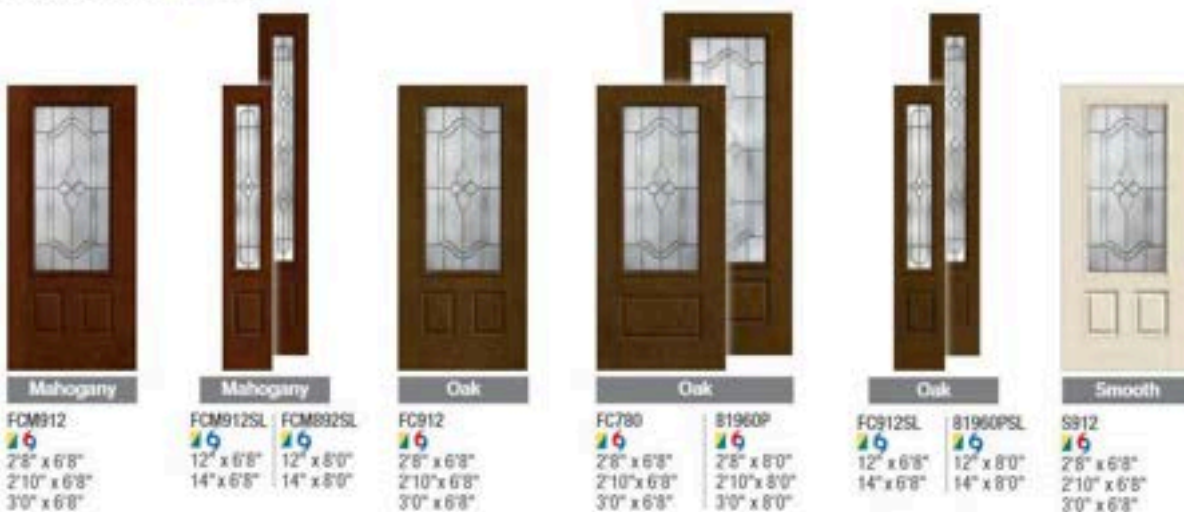 Mahogany
FCM912
2'8" x 6'8"
2'10" x 6'8"
3'0" x 6'8"
Mahogany
FCM912SL
12" x 6'8"
14" x 6'8"
FCM892SL
12" x 8'0"
14" x 8'0"
Oak
FC912
2'8" x 6'8"
2'10" x 6'8"
3'0" x 6'8"
Oak
FC780
2'8" x 6'8"
2'10" x 6'8"
3'0" x 6'8"
81960P
2'8" x 8'0"
2'10" x 8'0"
3'0" x 8'0"
Oak
FC912SL
12" x 6'8"
14" x 6'8"
81960PSL
12" x 8'0"
14" x 8'0"
Smooth
S912
2'8" x 6'8"
2'10" x 6'8"
3'0" x 6'8"